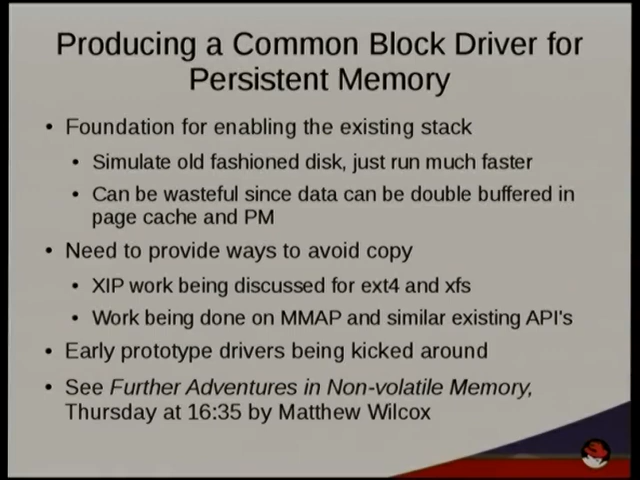 Producing a Common Block Driver for
Persistent Memory
• Foundation for enabling the existing stack
• Simulate old fashioned disk, just run much faster
• Can be wasteful since data can be double buffered in
page cache and PM
• Need to provide ways to avoid copy
• XIP work being discussed for ext4 and xfs
• Work being done on MMAP and similar existing API's
• Early prototype drivers being kicked around
• See Further Adventures in Non-volatile Memory,
Thursday at 16:35 by Matthew Wilcox